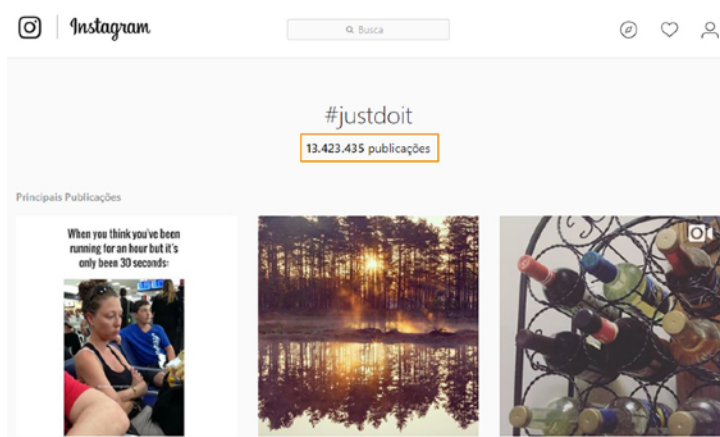 Instagram
Busca
#justdoit
13.423.435 publicações
Principais Publicações
When you think you've been
running for an hour but it's
only been 30 seconds: